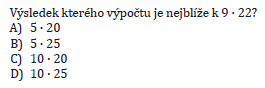 Výsledek kterého výpočtu je nejblíže k 9 · 22?
A) 5 · 20
B) 5 · 25
C) 10 · 20
D) 10 · 25